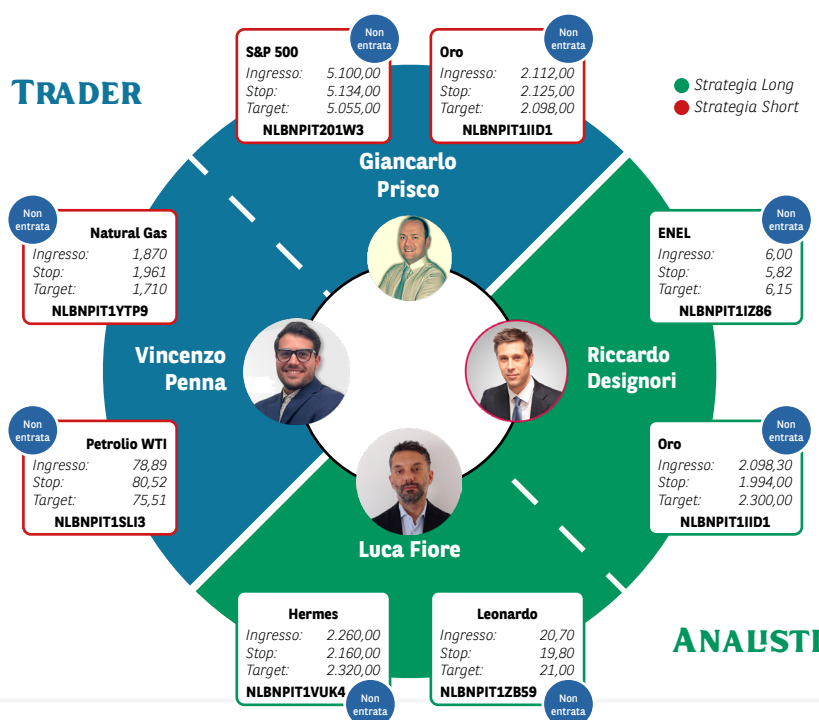 TRADER
Non
entrata
S&P 500
Ingresso: 5.100,00
Stop: 5.134,00
Target: 5.055,00
NLBNPIT201W3
Non
entrata
Oro
Ingresso: 2.112,00
Stop: 2.125,00
Target: 2.098,00
NLBNPIT1IID1
Strategia Long
Strategia Short
Giancarlo
Prisco
Non
entrata
Natural Gas
Ingresso: 1,870
Stop: 1,961
Target: 1,710
NLBNPIT1YTP9
Non
entrata
ENEL
Ingresso: 6,00
Stop: 5,82
Target: 6,15
NLBNPIT1IZ86
Vincenzo
Penna
Riccardo
Designori
Non
entrata
Petrolio WTI
Ingresso: 78,89
Stop: 80,52
Target: 75,51
NLBNPIT1SLI3
Non
entrata
Oro
Ingresso: 2.098,30
Stop: 1.994,00
Target: 2.300,00
NLBNPIT1IID1
Luca Fiore
Hermes
Ingresso: 2.260,00
Stop: 2.160,00
Target: 2.320,00
NLBNPIT1VUK4
Non
entrata
Leonardo
Ingresso: 20,70
Stop: 19,80
Target: 21,00
NLBNPIT1ZB59
Non
entrata
ANALISTI